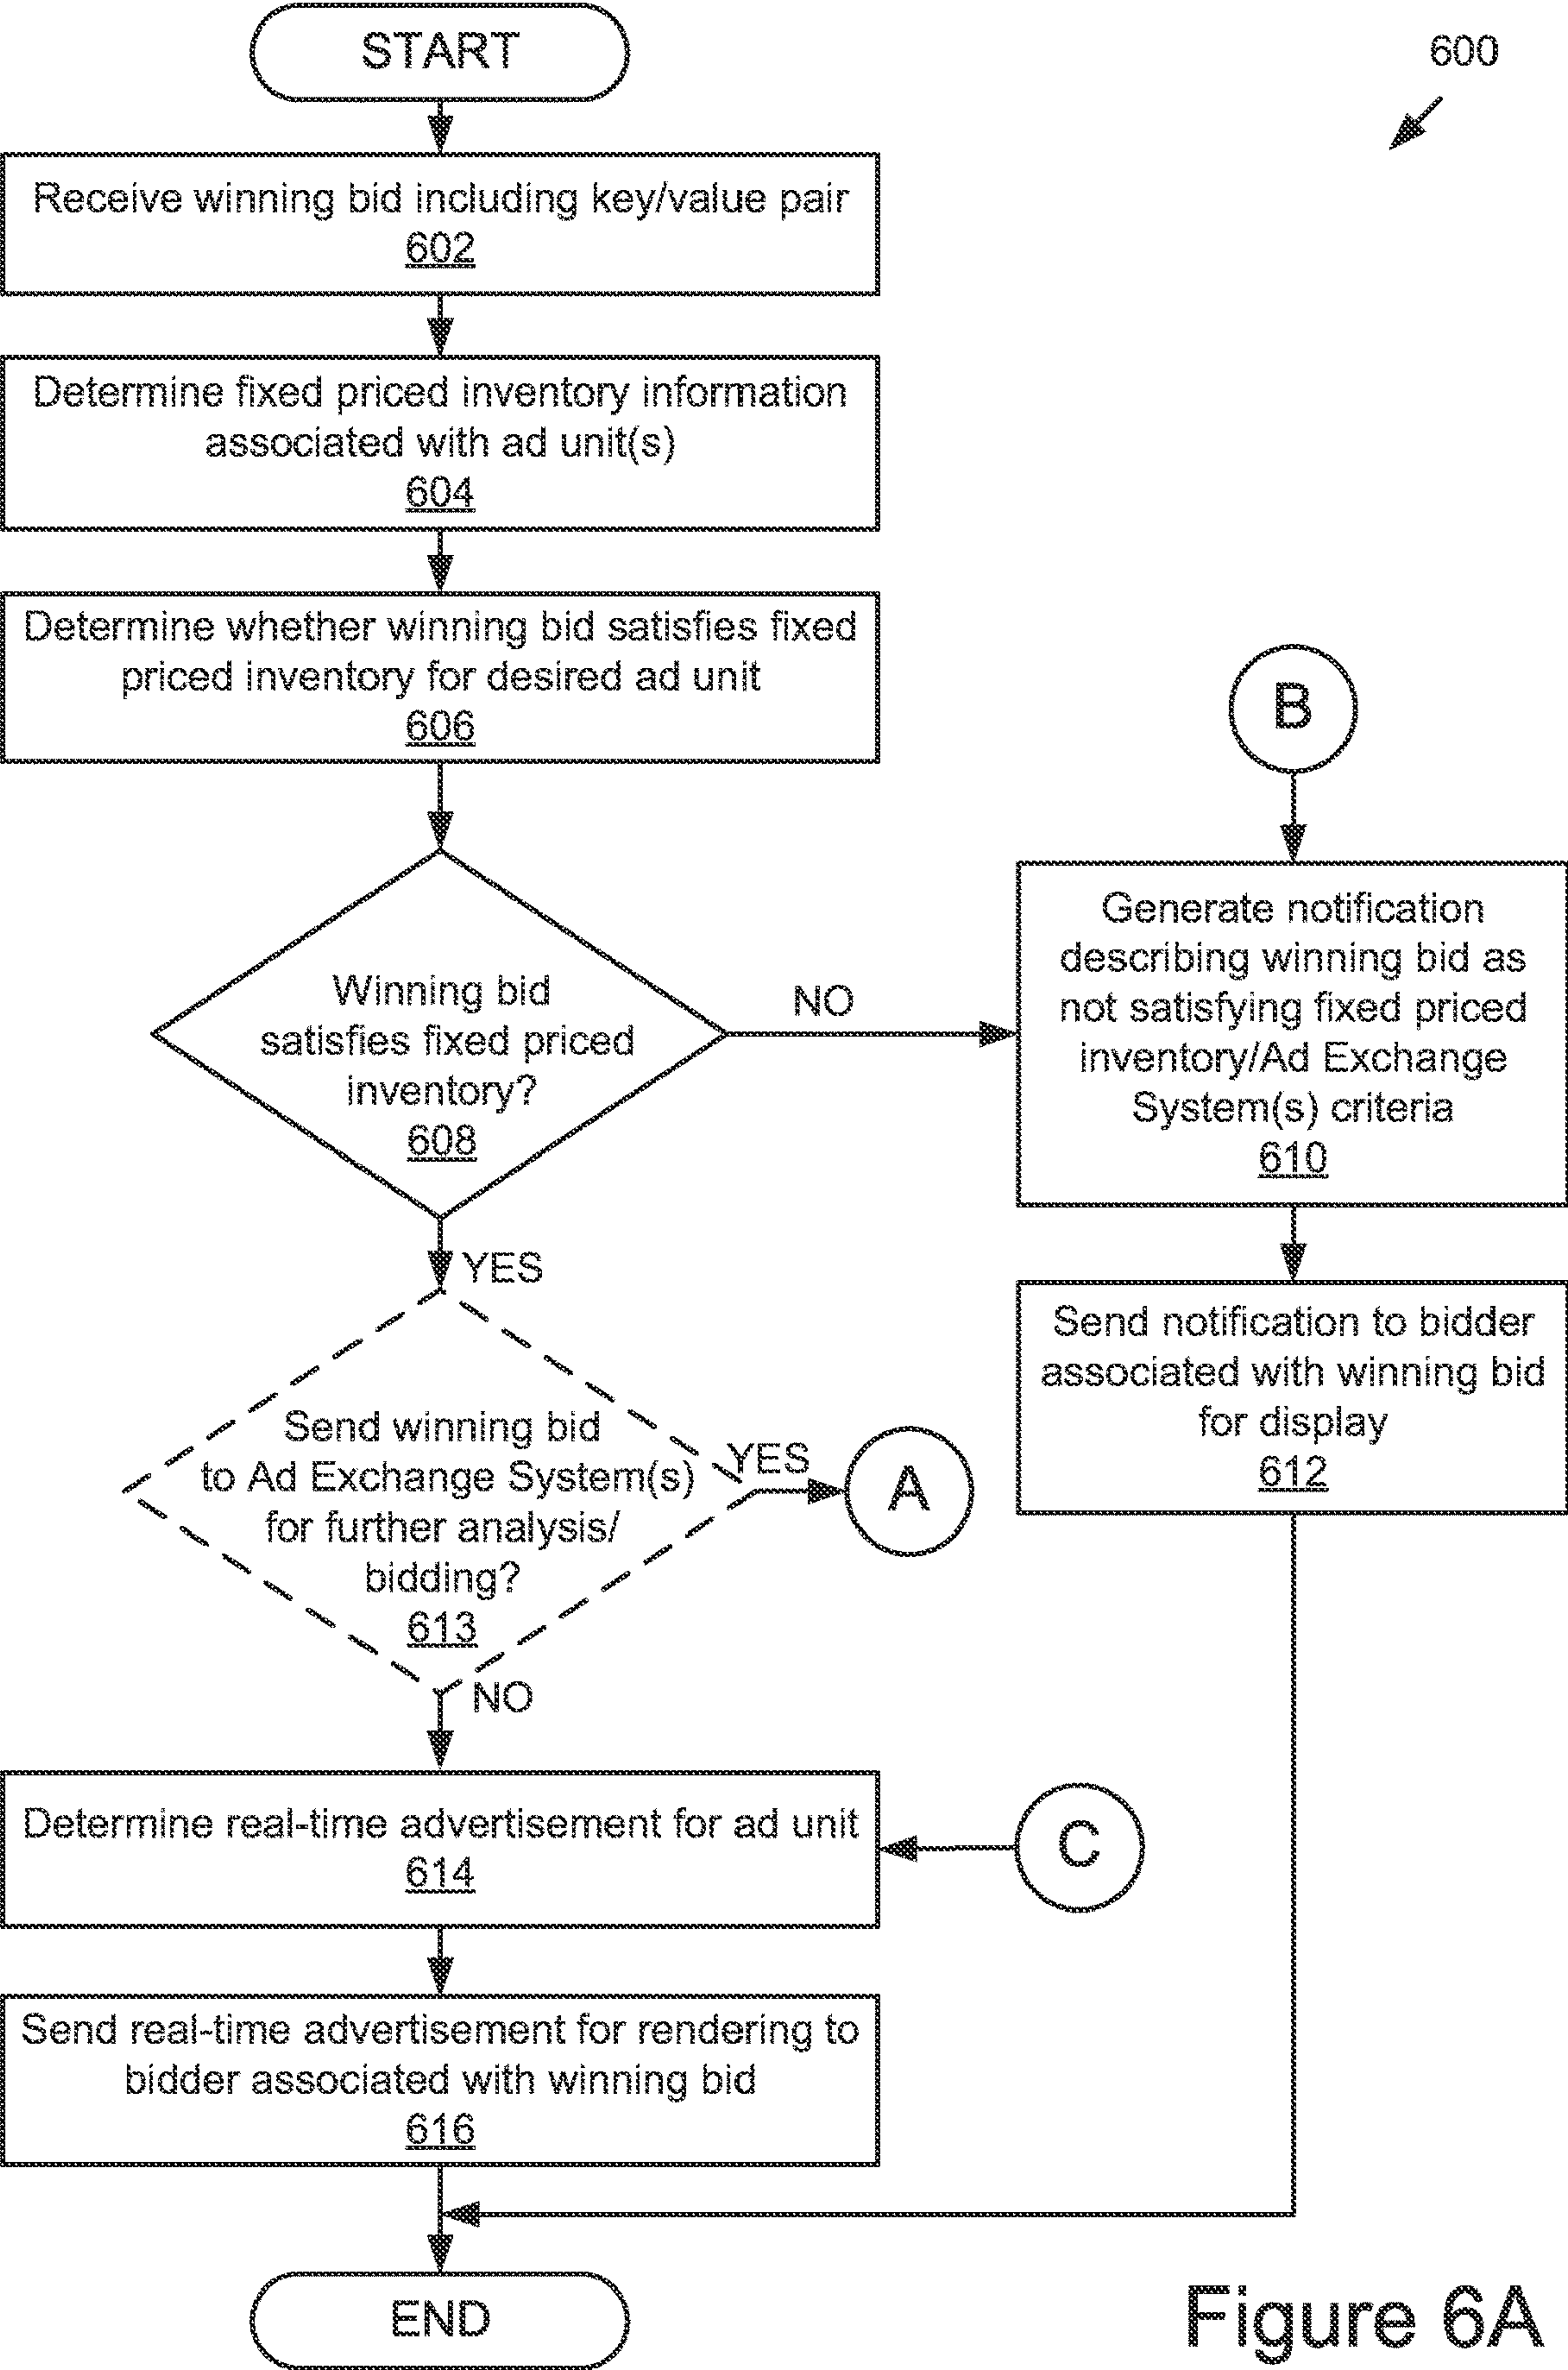 START
600
Receive winning bid including key/value pair
602
Determine fixed priced inventory information
associated with ad unit(s)
604
Determine whether winning bid satisfies fixed
priced inventory for desired ad unit
606
B
Winning bid
satisfies fixed priced
inventory?
608
NO
Generate notification
describing winning bid as
not satisfying fixed priced
inventory/Ad Exchange
System(s) criteria
610
YES
Send notification to bidder
associated with winning bid
for display
612
Send winning bid
to Ad Exchange System(s)
for further analysis/
bidding?
613
YES
A
NO
Determine real-time advertisement for ad unit
614
C
Send real-time advertisement for rendering to
bidder associated with winning bid
616
END
Figure 6A